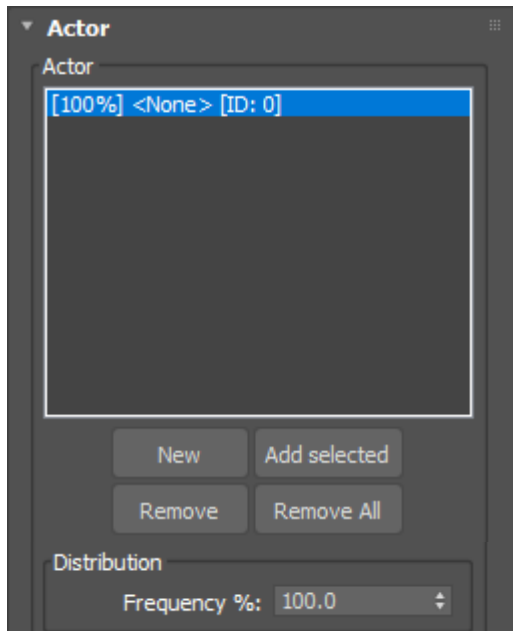 Actor
Actor
[100%] <None> [ID: 0]
New Add selected
Remove Remove All
Distribution
Frequency %: 100.0